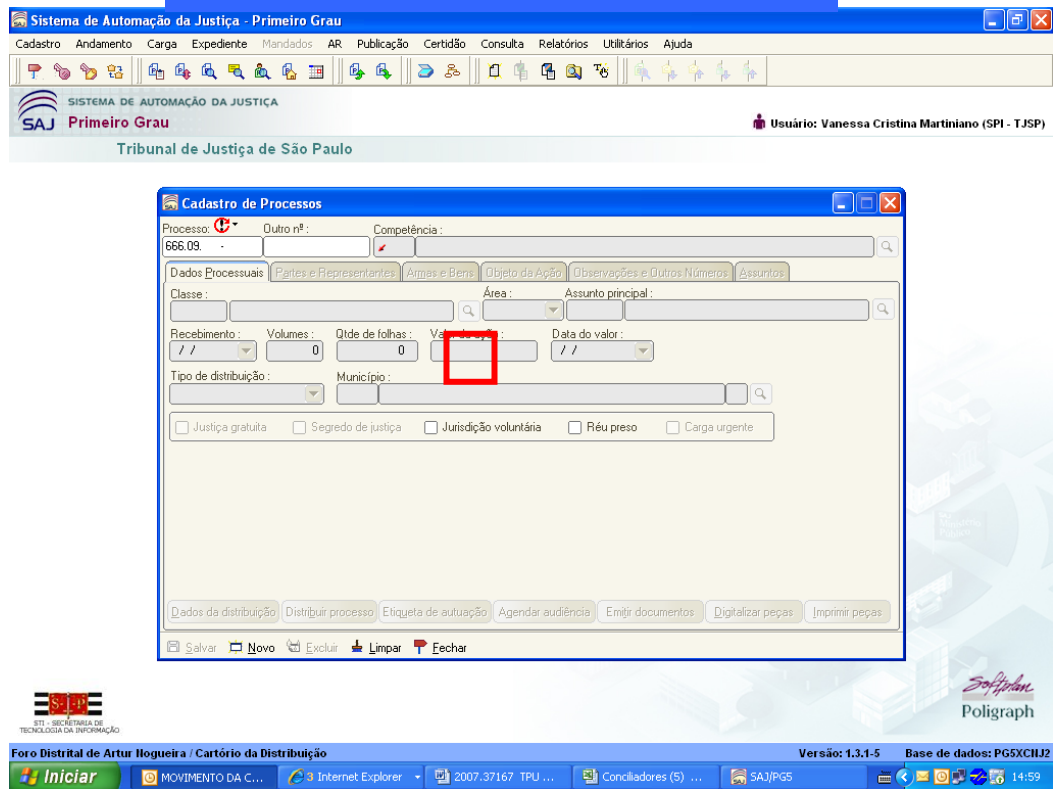 Sistema de Automação da Justiça - Primeiro Grau
Cadastro Andamento Carga Expediente Mandados AR Publicação Certidão Consulta Relatórios Utilitários Ajuda
SISTEMA DE AUTOMAÇÃO DA JUSTIÇA
SAJ Primeiro Grau
Usuário: Vanessa Cristina Martiniano (SPI - TJSP)
Tribunal de Justiça de São Paulo
Cadastro de Processos
Processo: Outro nº : Competência :
666.09. -
Dados Processuais Partes e Representantes Armas e Bens Objeto da Ação Observações e Outros Números Assuntos
Classe : Área : Assunto principal :
Recebimento : Volumes : Qtde de folhas : Valor da ação : Data do valor :
/ / 0 0 / /
Tipo de distribuição : Município :
Justiça gratuita Segredo de justiça Jurisdição voluntária Réu preso Carga urgente
Dados da distribuição Distribuir processo Etiqueta de autuação Agendar audiência Emitir documentos Digitalizar peças Imprimir peças
Salvar Novo Excluir Limpar Fechar
Softplan
Poligraph
STI - SECRETARIA DE
TECNOLOGIA DA INFORMAÇÃO
Foro Distrital de Artur Nogueira / Cartório da Distribuição Versão: 1.3.1-5 Base de dados: PG5XCNJ2
Iniciar MOVIMENTO DA C... 3 Internet Explorer 2007.37167 TPU ... Conciliadores (5) ... SAJ/PG5 14:59